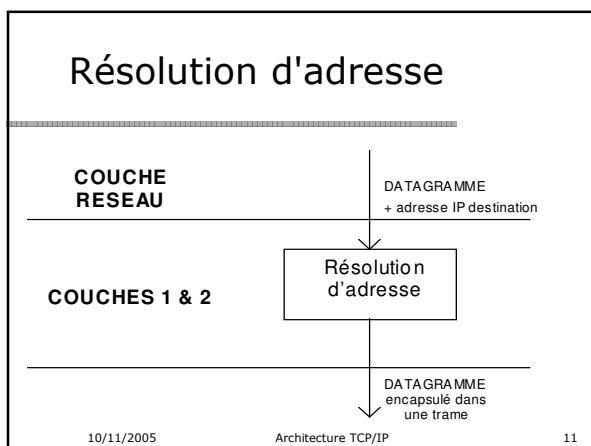 Résolution d'adresse
COUCHE
RESEAU
DATAGRAMME
+ adresse IP destination
Résolution
d'adresse
COUCHES 1 & 2
DATAGRAMME
encapsulé dans
une trame
10/11/2005
Architecture TCP/IP
11